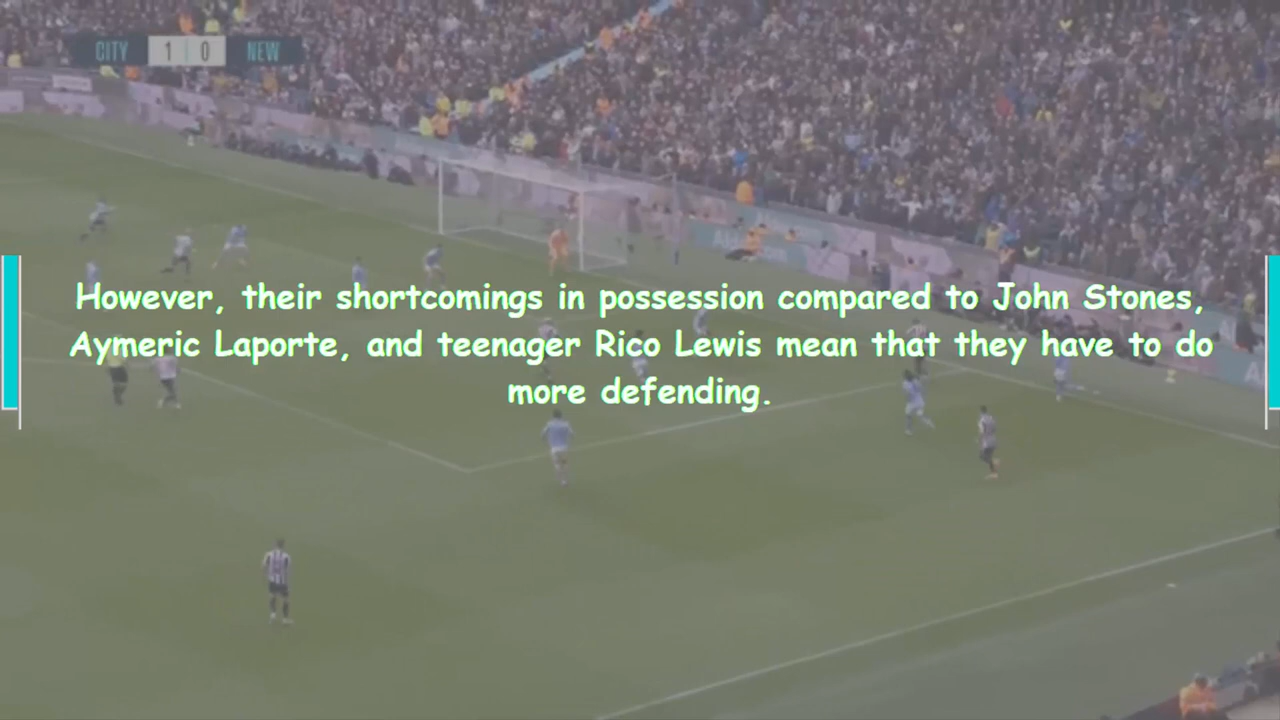 CITY 1 0 NEW
However, their shortcomings in possession compared to John Stones,
Aymeric Laporte, and teenager Rico Lewis mean that they have to do
more defending.